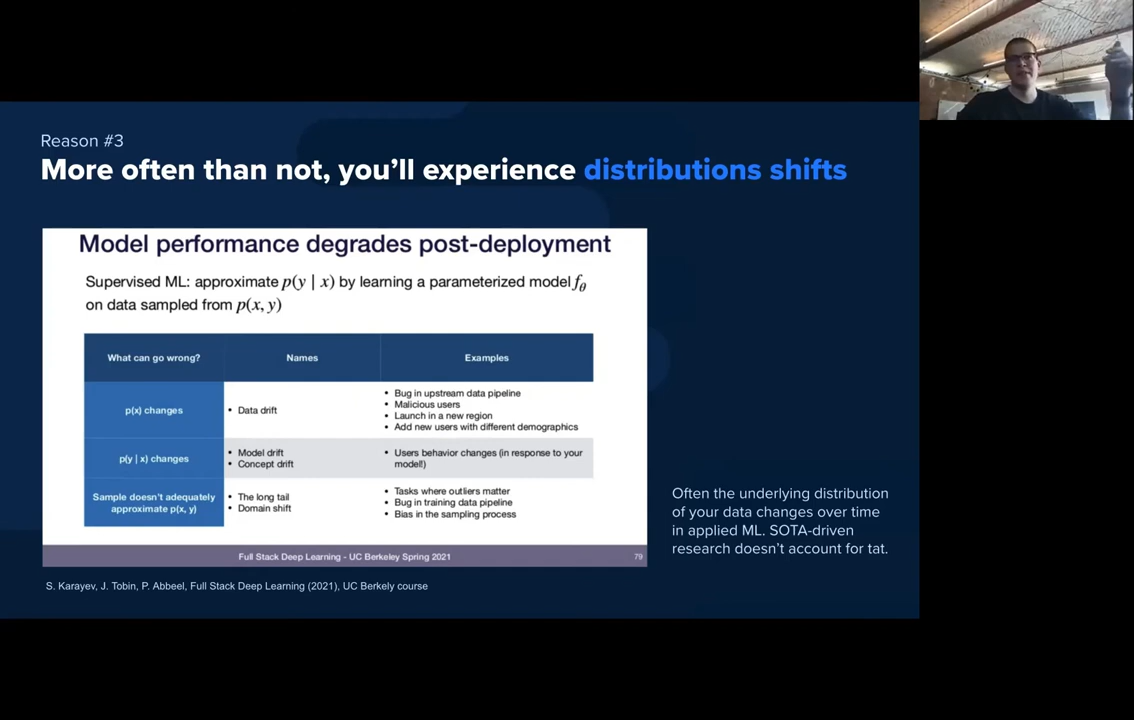 Reason #3
More often than not, you'll experience distributions shifts
Model performance degrades post-deployment
Supervised ML: approximate p(y | x) by learning a parameterized model fθ
on data sampled from p(x, y)
What can go wrong?
Names
Examples
p(x) changes
• Data drift
• Bug in upstream data pipeline
• Malicious users
• Launch in a new region
• Add new users with different demographics
p(y | x) changes
• Model drift
• Concept drift
• Users behavior changes (in response to your
model!)
Sample doesn't adequately
approximate p(x, y)
• The long tail
• Domain shift
• Tasks where outliers matter
• Bug in training data pipeline
• Bias in the sampling process
Full Stack Deep Learning - UC Berkeley Spring 2021
79
Often the underlying distribution
of your data changes over time
in applied ML. SOTA-driven
research doesn't account for tat.
S. Karayev, J. Tobin, P. Abbeel, Full Stack Deep Learning (2021), UC Berkely course